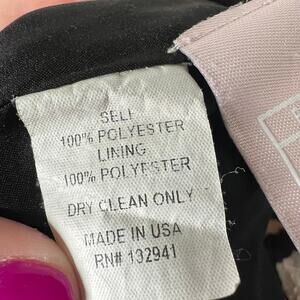 SELF
100% POLYESTER
LINING
100% POLYESTER
DRY CLEAN ONLY
MADE IN USA
RN# 132941